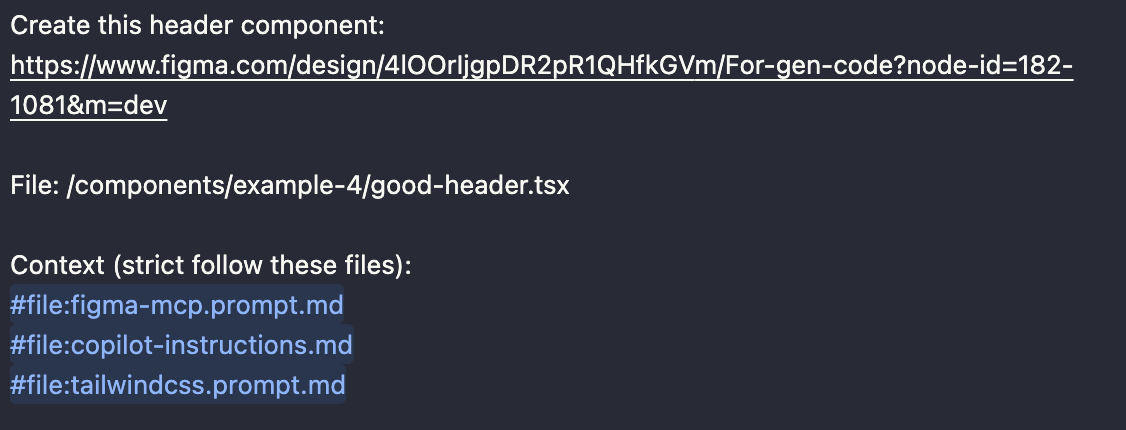 Create this header component:
https://www.figma.com/design/4lOOrIjgpDR2pR1QHfkGVm/For-gen-code?node-id=182-
1081&m=dev
File: /components/example-4/good-header.tsx
Context (strict follow these files):
#file:figma-mcp.prompt.md
#file:copilot-instructions.md
#file:tailwindcss.prompt.md